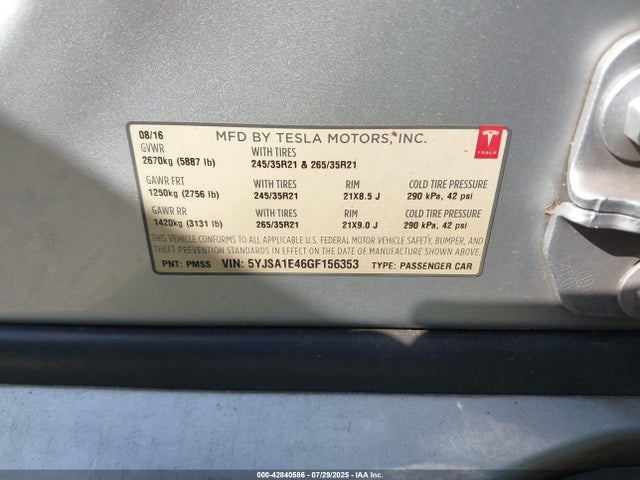 08/16 MFD BY TESLA MOTORS, INC.
GVWR WITH TIRES
2670kg (5887 lb) 245/35R21 & 265/35R21
GAWR FRT WITH TIRES RIM COLD TIRE PRESSURE
1250kg (2756 lb) 245/35R21 21X8.5 J 290 kPa, 42 psi
GAWR RR WITH TIRES RIM COLD TIRE PRESSURE
1420kg (3131 lb) 265/35R21 21X9.0 J 290 kPa, 42 psi
THIS VEHICLE CONFORMS TO ALL APPLICABLE U.S. FEDERAL MOTOR VEHICLE SAFETY, BUMPER, AND
THEFT PREVENTION STANDARDS IN EFFECT ON THE DATE OF MANUFACTURE SHOWN ABOVE.
PNT: PMSS VIN: 5YJSA1E46GF156353 TYPE: PASSENGER CAR
TESLA
000-42840586 - 07/29/2025 - IAA Inc.